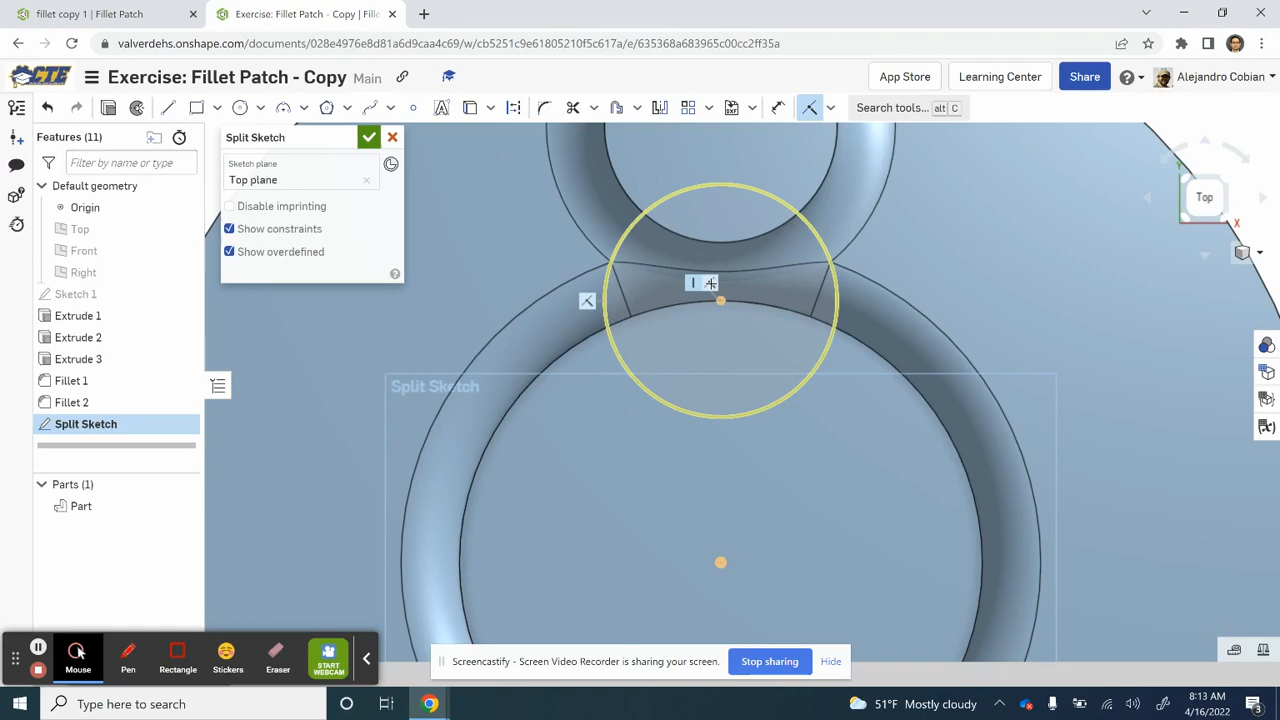 fillet copy 1 | Fillet Patch
Exercise: Fillet Patch - Copy | Fillet
valverdehs.onshape.com/documents/028e4976e8d81a6d9caa4c69/w/cb5251c9e61805210f5c617a/e/635368a683965c00cc2ff35a
CTE
Exercise: Fillet Patch - Copy Main
App Store
Learning Center
Share
Alejandro Cobian
Search tools... alt C
Features (11)
Filter by name or type
Default geometry
Origin
Top
Front
Right
Sketch 1
Extrude 1
Extrude 2
Extrude 3
Fillet 1
Fillet 2
Split Sketch
Parts (1)
Part
Split Sketch
Sketch plane
Top plane
Disable imprinting
Show constraints
Show overdefined
Split Sketch
Y
Top
X
Mouse
Pen
Rectangle
Stickers
Eraser
START
WEBCAM
Screencastify - Screen Video Recorder is sharing your screen.
Stop sharing
Hide
Type here to search
51°F Mostly cloudy
8:13 AM
4/16/2022
3